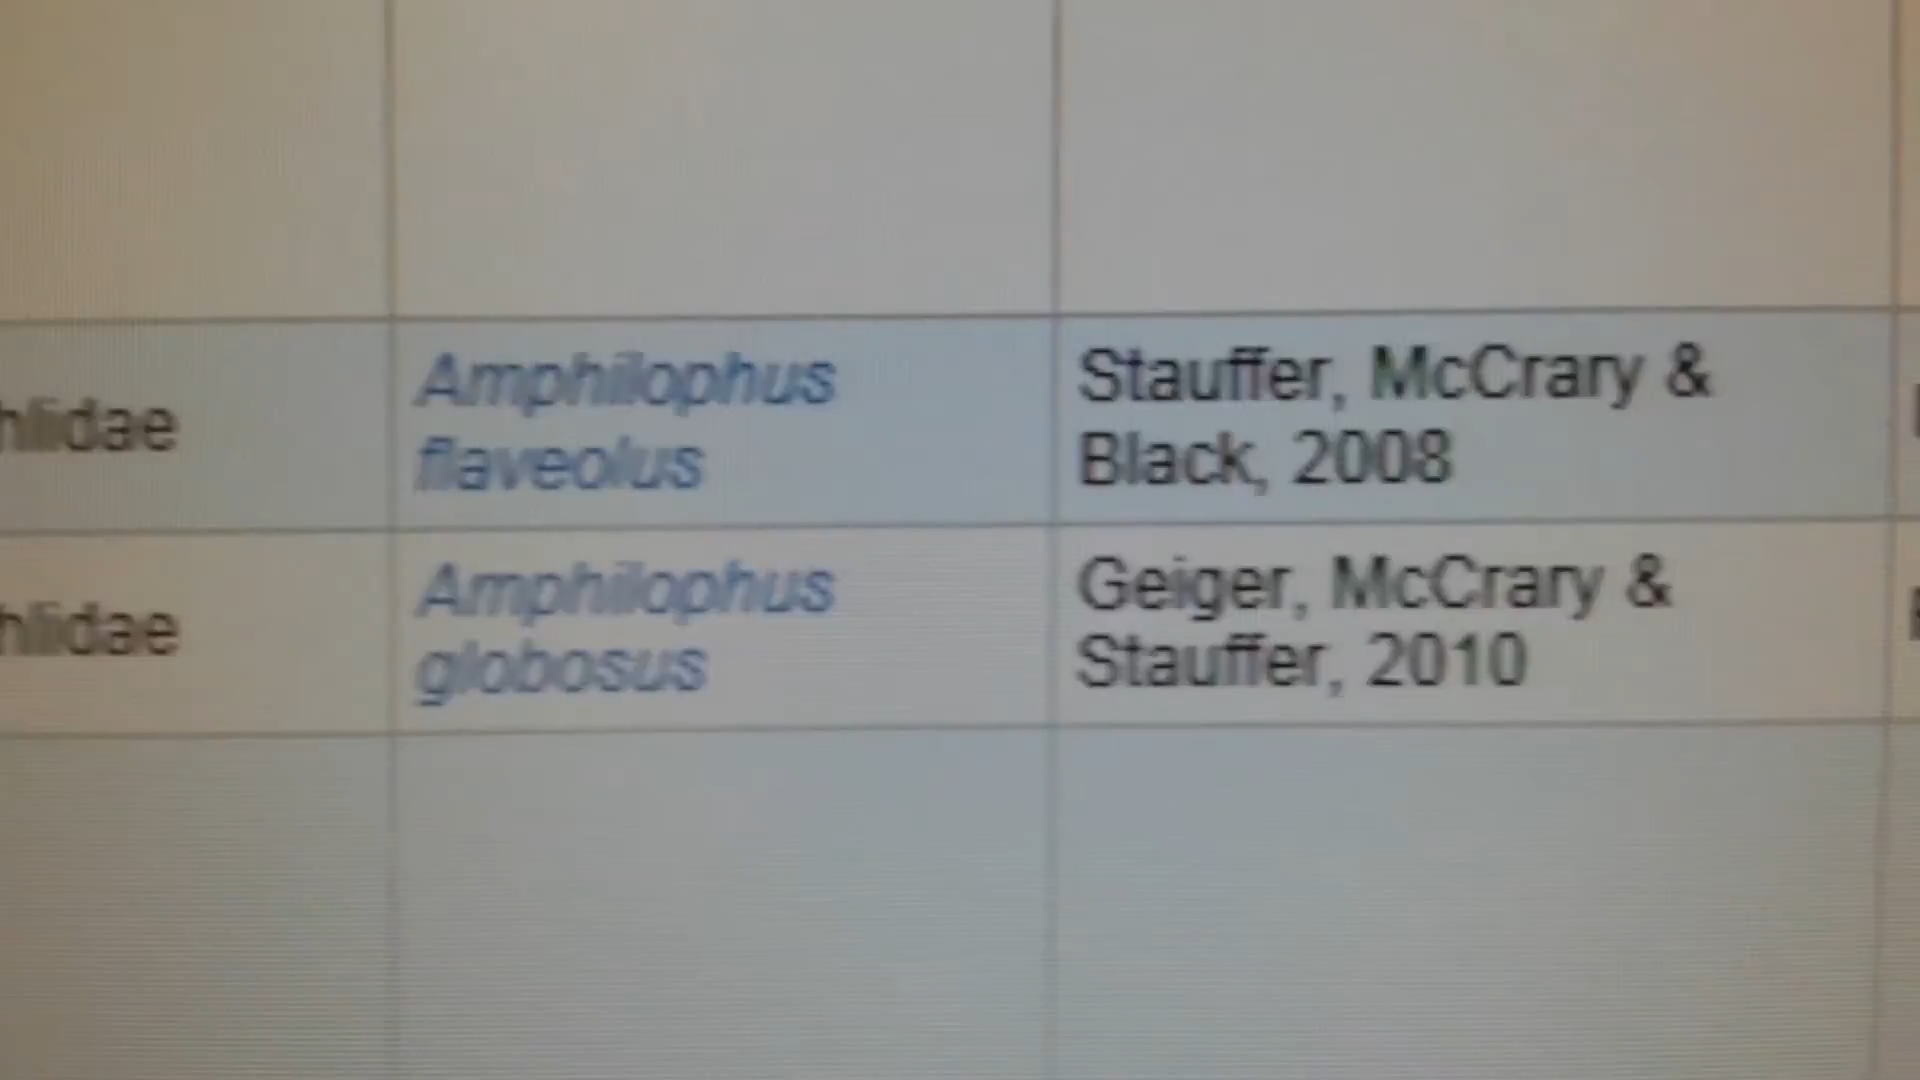 hlidae
Amphilophus
flaveolus
Stauffer, McCrary &
Black, 2008
hlidae
Amphilophus
globosus
Geiger, McCrary &
Stauffer, 2010